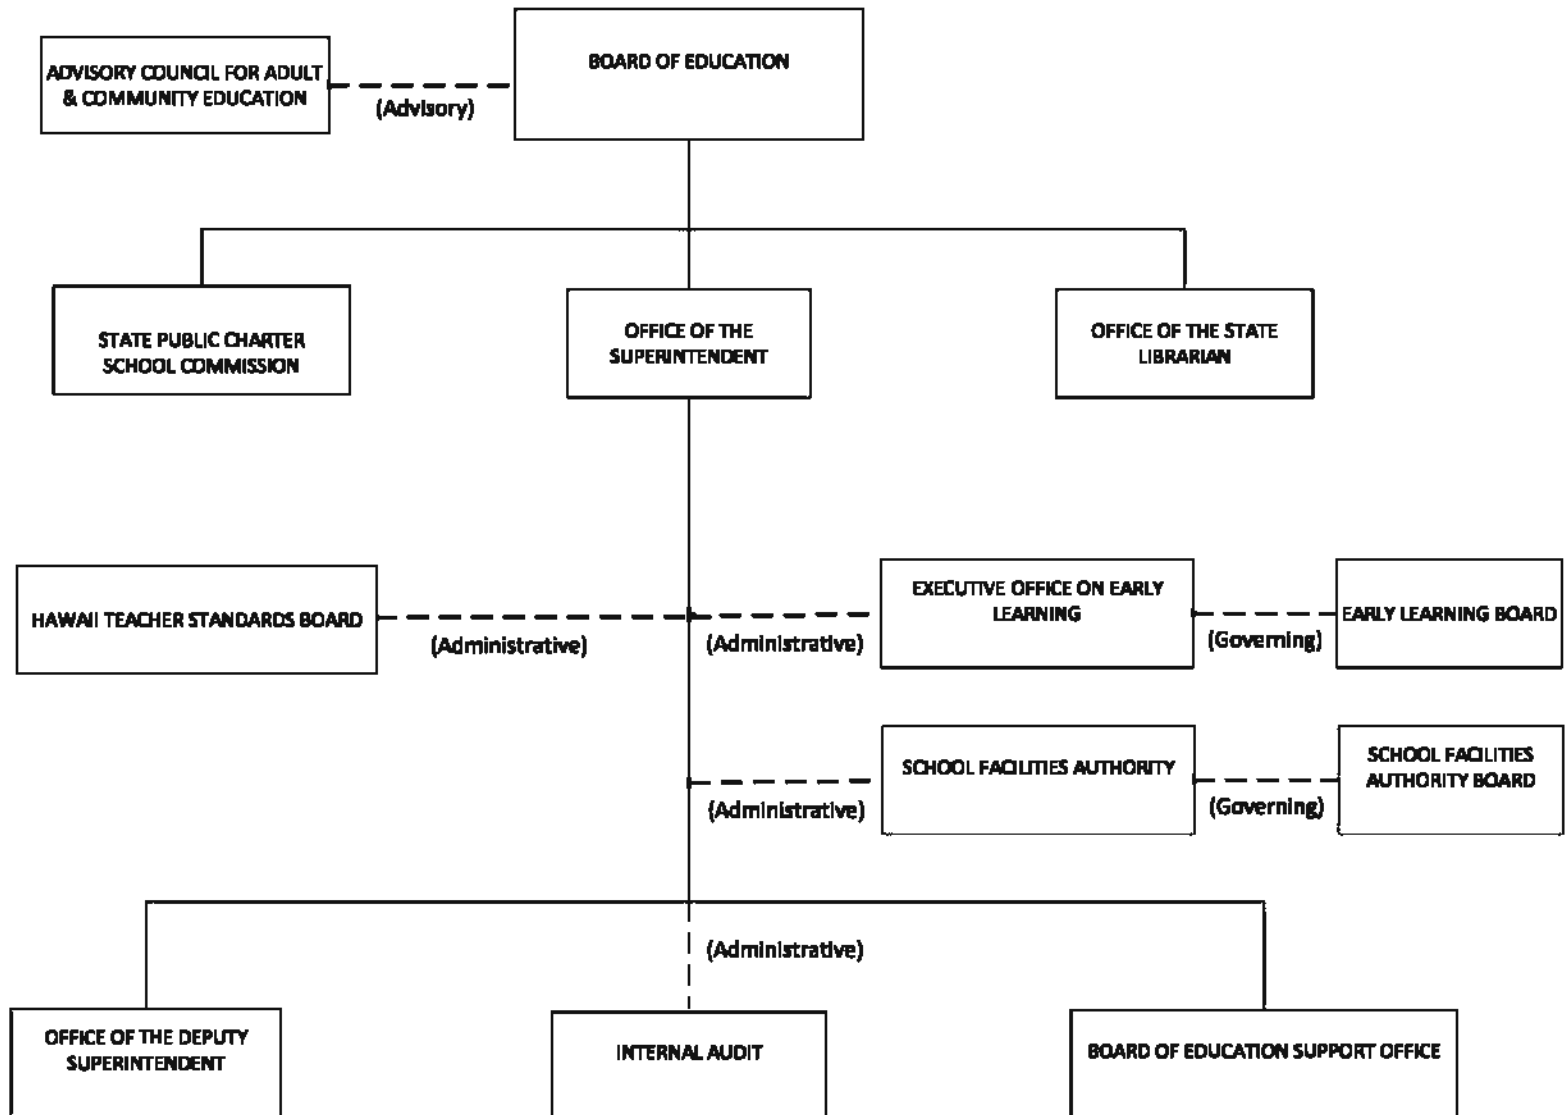 BOARD OF EDUCATION
ADVISORY COUNCIL FOR ADULT
& COMMUNITY EDUCATION
(Advisory)
STATE PUBLIC CHARTER
SCHOOL COMMISSION
OFFICE OF THE
SUPERINTENDENT
OFFICE OF THE STATE
LIBRARIAN
HAWAII TEACHER STANDARDS BOARD
(Administrative)
(Administrative)
EXECUTIVE OFFICE ON EARLY
LEARNING
(Governing)
EARLY LEARNING BOARD
(Administrative)
SCHOOL FACILITIES AUTHORITY
(Governing)
SCHOOL FACILITIES
AUTHORITY BOARD
(Administrative)
OFFICE OF THE DEPUTY
SUPERINTENDENT
INTERNAL AUDIT
BOARD OF EDUCATION SUPPORT OFFICE